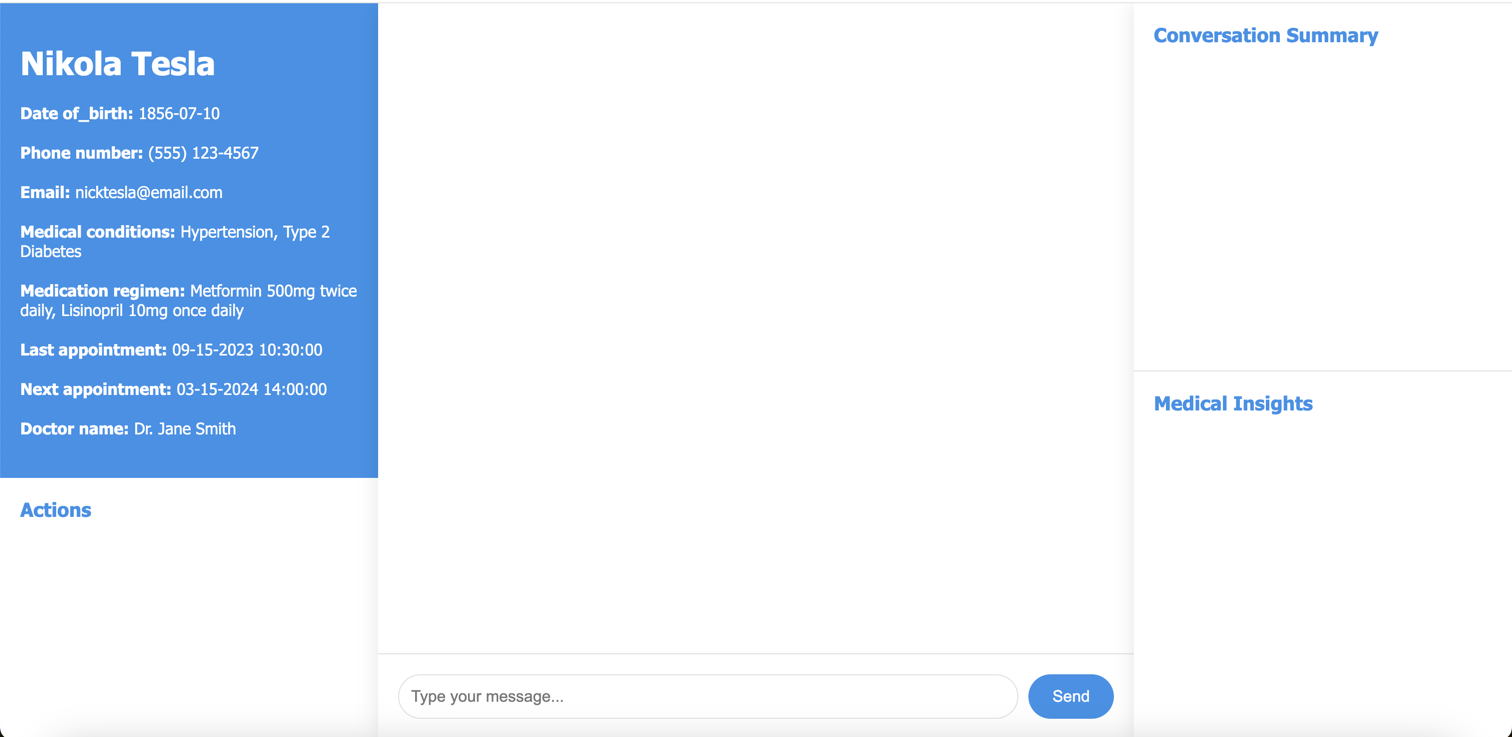 Nikola Tesla
Date of_birth: 1856-07-10
Phone number: (555) 123-4567
Email: nicktesla@email.com
Medical conditions: Hypertension, Type 2
Diabetes
Medication regimen: Metformin 500mg twice
daily, Lisinopril 10mg once daily
Last appointment: 09-15-2023 10:30:00
Next appointment: 03-15-2024 14:00:00
Doctor name: Dr. Jane Smith
Actions
Type your message...
Send
Conversation Summary
Medical Insights